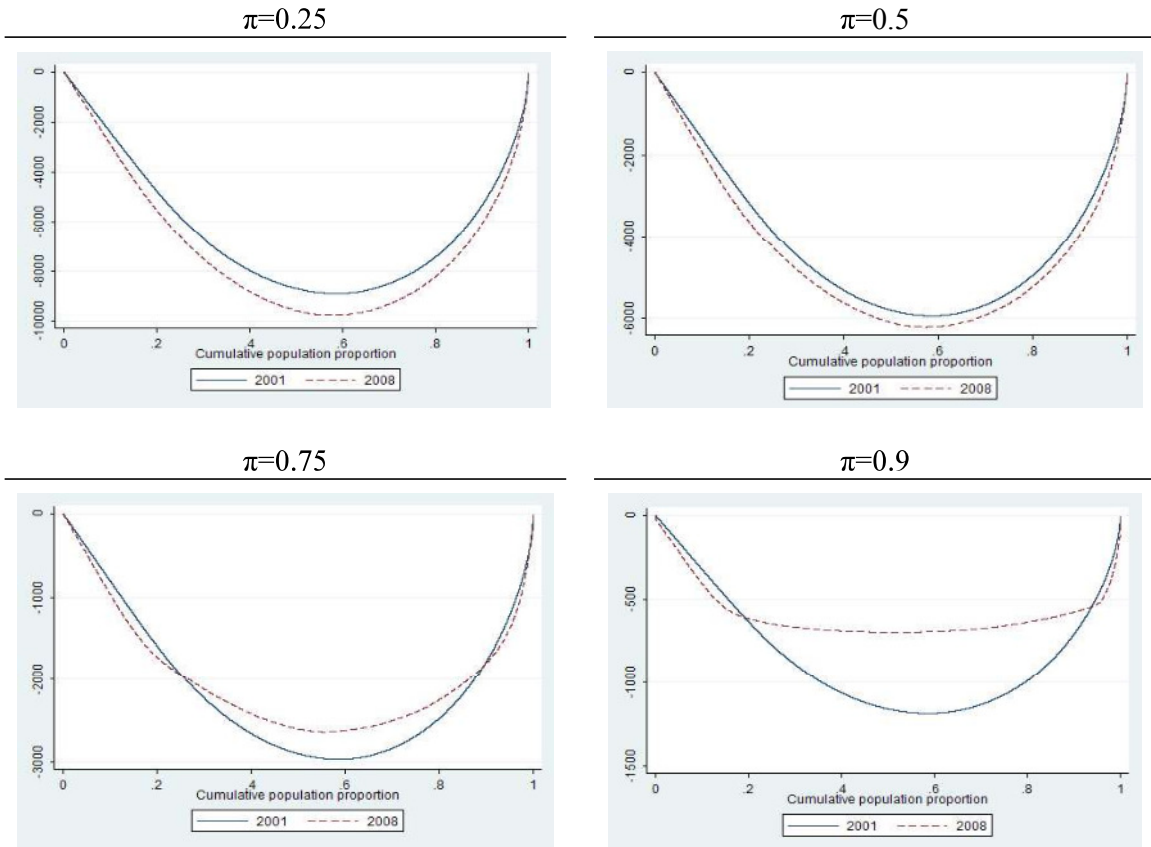 π=0.25
0
-2000
-4000
-6000
-8000
-10000
0 .2 .4 .6 .8 1
Cumulative population proportion
2001 2008
π=0.5
0
-2000
-4000
-6000
0 .2 .4 .6 .8 1
Cumulative population proportion
2001 2008
π=0.75
0
-1000
-2000
-3000
0 .2 .4 .6 .8 1
Cumulative population proportion
2001 2008
π=0.9
0
-500
-1000
-1500
0 .2 .4 .6 .8 1
Cumulative population proportion
2001 2008